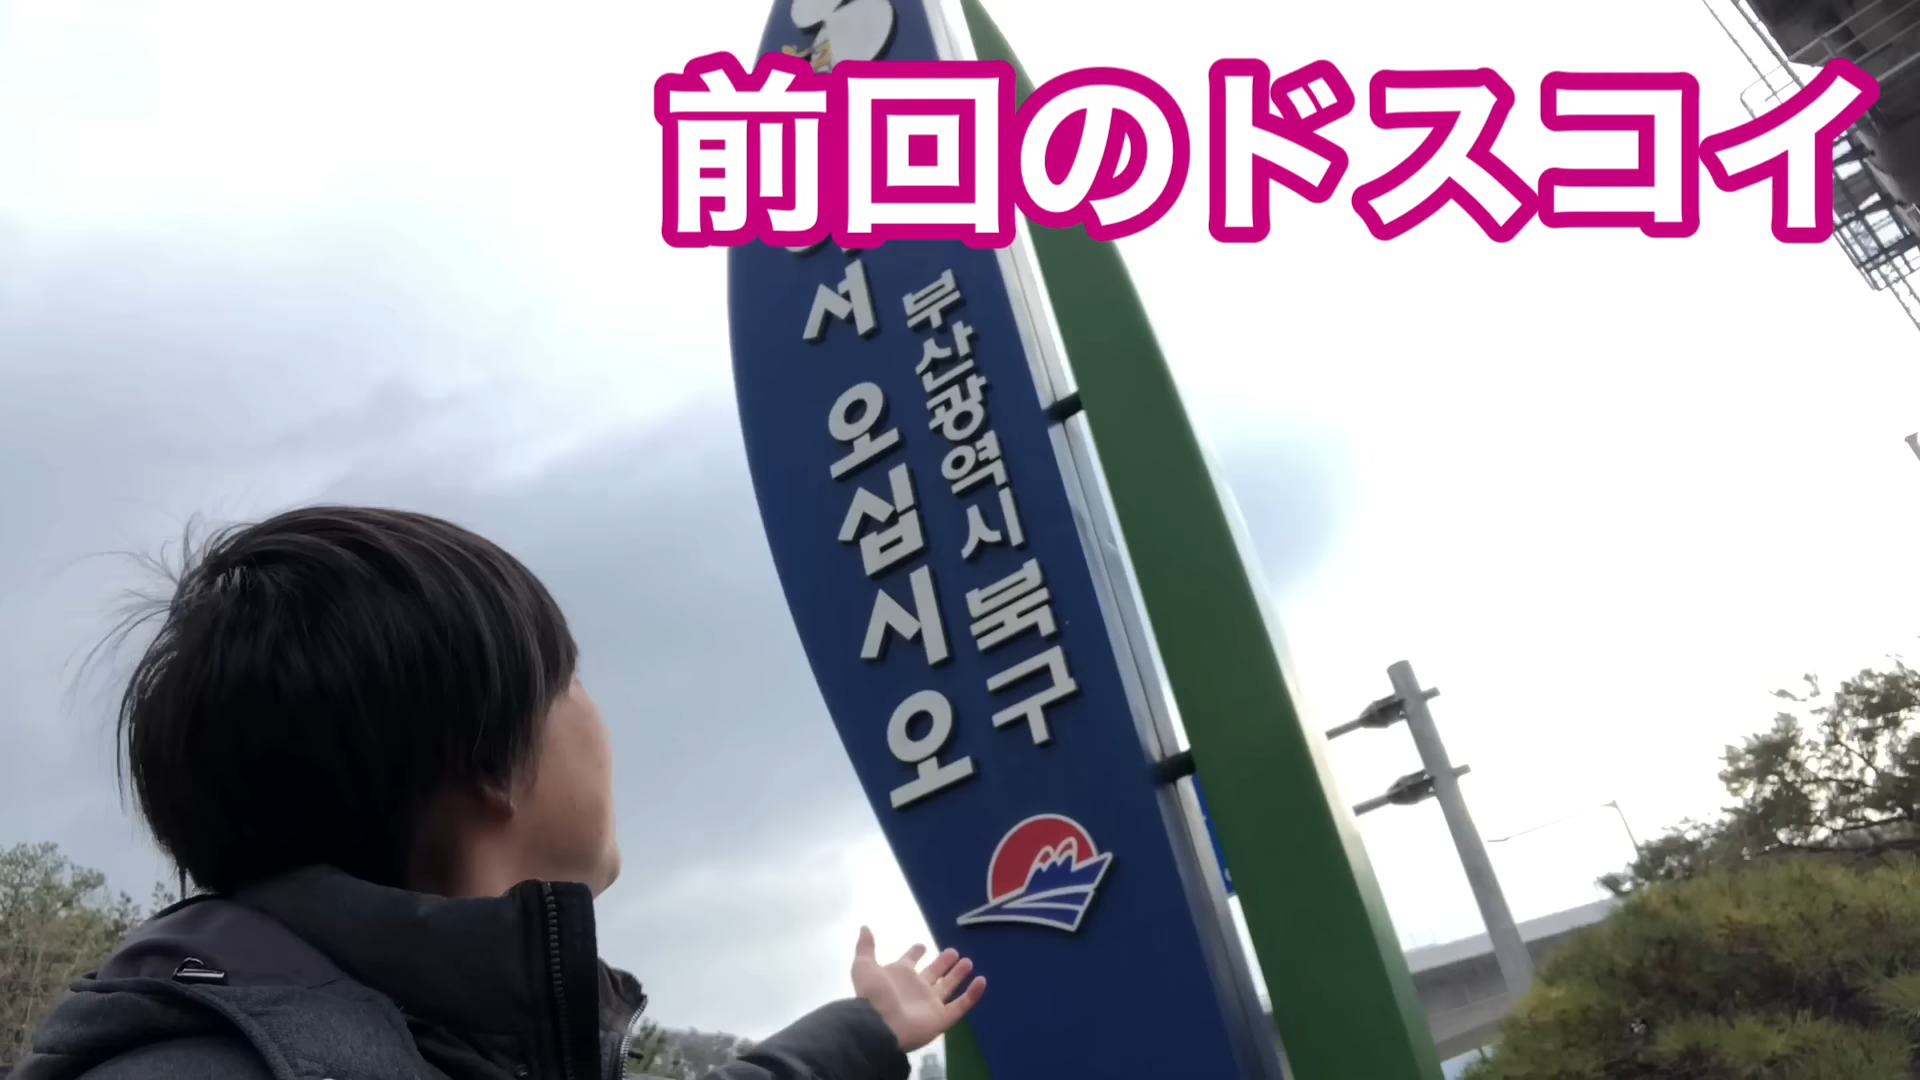 前回のドスコイ
서 오십시오
부산광역시 북구